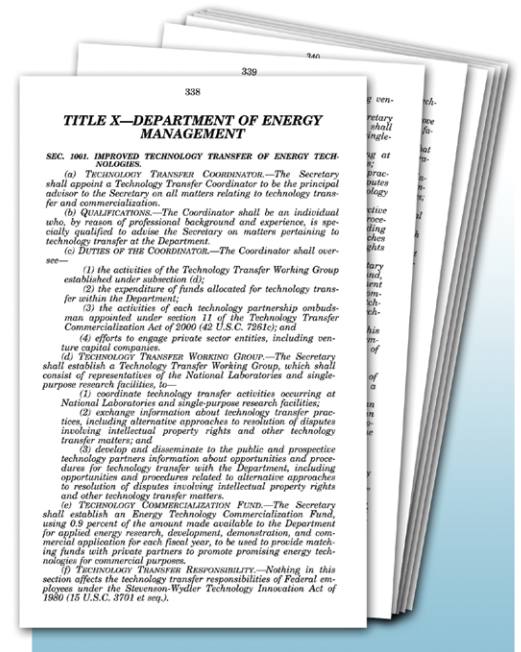 340
339
338
TITLE X—DEPARTMENT OF ENERGY
MANAGEMENT
SEC. 1001. IMPROVED TECHNOLOGY TRANSFER OF ENERGY TECH-
NOLOGIES.
(a) TECHNOLOGY TRANSFER COORDINATOR.—The Secretary
shall appoint a Technology Transfer Coordinator to be the principal
advisor to the Secretary on all matters relating to technology trans-
fer and commercialization.
(b) QUALIFICATIONS.—The Coordinator shall be an individual
who, by reason of professional background and experience, is spe-
cially qualified to advise the Secretary on matters pertaining to
technology transfer at the Department.
(c) DUTIES OF THE COORDINATOR.—The Coordinator shall over-
see—
(1) the activities of the Technology Transfer Working Group
established under subsection (d);
(2) the expenditure of funds allocated for technology trans-
fer within the Department;
(3) the activities of each technology partnership ombuds-
man appointed under section 11 of the Technology Transfer
Commercialization Act of 2000 (42 U.S.C. 7261c); and
(4) efforts to engage private sector entities, including ven-
ture capital companies.
(d) TECHNOLOGY TRANSFER WORKING GROUP.—The Secretary
shall establish a Technology Transfer Working Group, which shall
consist of representatives of the National Laboratories and single-
purpose research facilities, to—
(1) coordinate technology transfer activities occurring at
National Laboratories and single-purpose research facilities;
(2) exchange information about technology transfer prac-
tices, including alternative approaches to resolution of disputes
involving intellectual property rights and other technology
transfer matters; and
(3) develop and disseminate to the public and prospective
technology partners information about opportunities and proce-
dures for technology transfer with the Department, including
opportunities and procedures related to alternative approaches
to resolution of disputes involving intellectual property rights
and other technology transfer matters.
(e) TECHNOLOGY COMMERCIALIZATION FUND.—The Secretary
shall establish an Energy Technology Commercialization Fund,
using 0.9 percent of the amount made available to the Department
for applied energy research, development, demonstration, and com-
mercial application for each fiscal year, to be used to provide match-
ing funds with private partners to promote promising energy tech-
nologies for commercial purposes.
(f) TECHNOLOGY TRANSFER RESPONSIBILITY.—Nothing in this
section affects the technology transfer responsibilities of Federal em-
ployees under the Stevenson-Wydler Technology Innovation Act of
1980 (15 U.S.C. 3701 et seq.).